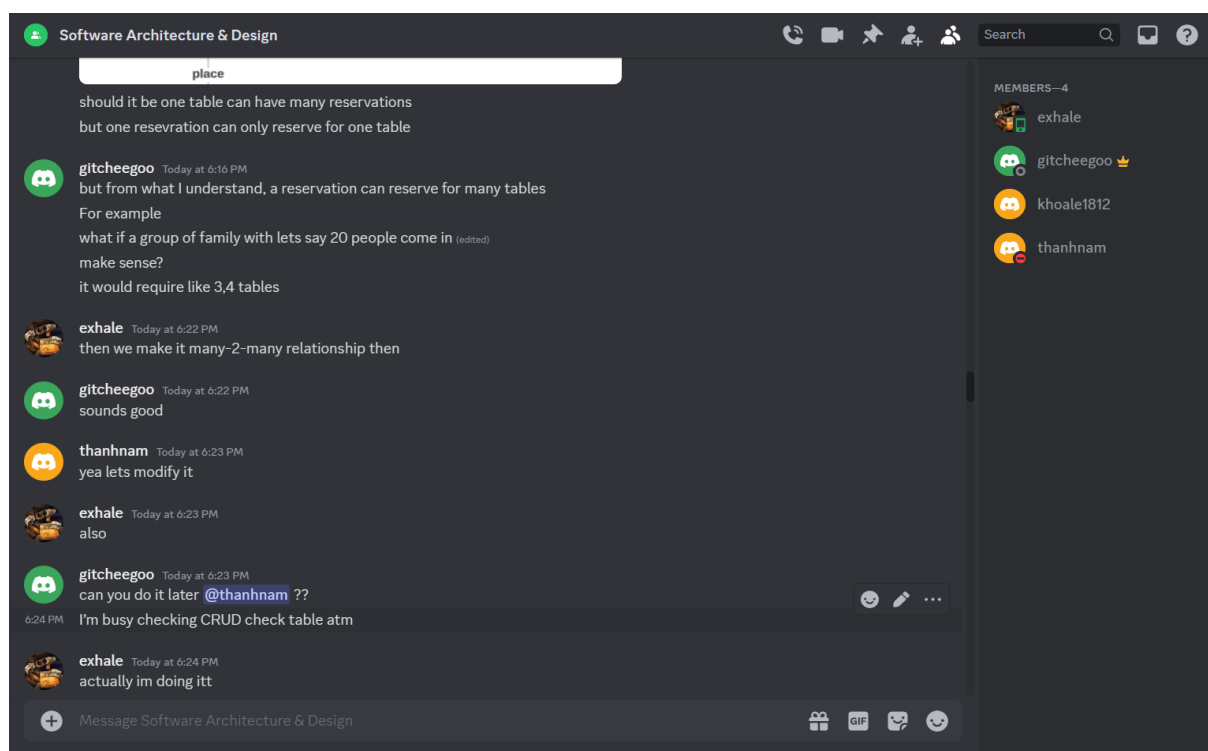 Software Architecture & Design
Search
place
should it be one table can have many reservations
but one resevration can only reserve for one table
gitcheegoo Today at 6:16 PM
but from what I understand, a reservation can reserve for many tables
For example
what if a group of family with lets say 20 people come in (edited)
make sense?
it would require like 3,4 tables
exhale Today at 6:22 PM
then we make it many-2-many relationship then
gitcheegoo Today at 6:22 PM
sounds good
thanhnam Today at 6:23 PM
yea lets modify it
exhale Today at 6:23 PM
also
gitcheegoo Today at 6:23 PM
can you do it later @thanhnam ??
6:24 PM I'm busy checking CRUD check table atm
exhale Today at 6:24 PM
actually im doing itt
Message Software Architecture & Design
GIF
MEMBERS—4
exhale
gitcheegoo
khoale1812
thanhnam